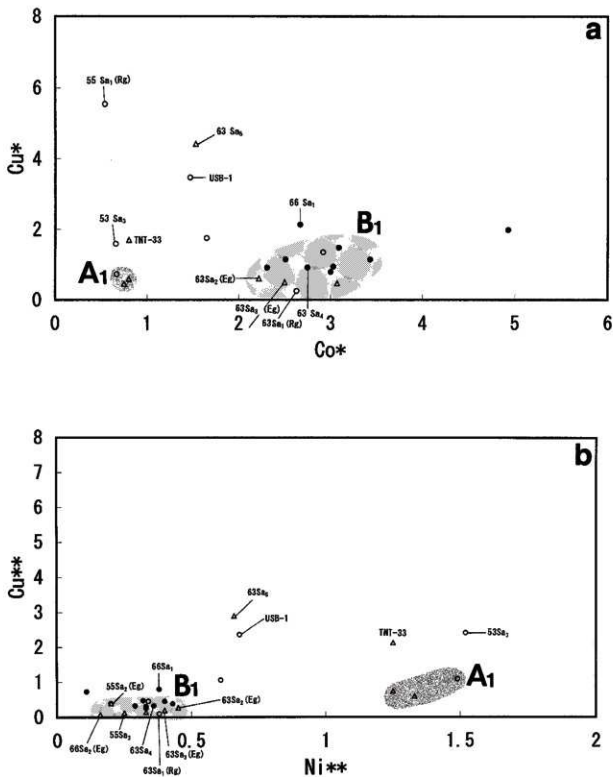 a
8
6
4
2
0
Cu*
55 Sa₁ (Rg)
63 Sa₆
USB-1
66 Sa₁
53 Sa₃
TNT-33
B₁
A₁
63Sa₂ (Eg)
63Sa₃ (Eg)
63Sa₁ (Rg)
63 Sa₄
0 1 2 3 4 5 6
Co*
b
8
7
6
5
4
3
2
1
0
Cu**
63Sa₆
USB-1
TNT-33
53Sa₃
66Sa₁
55Sa₂ (Eg)
B₁
63Sa₂ (Eg)
A₁
66Sa₂ (Eg)
63Sa₄
63Sa₃ (Eg)
63Sa₁ (Rg)
0 0.5 1 1.5 2
Ni**